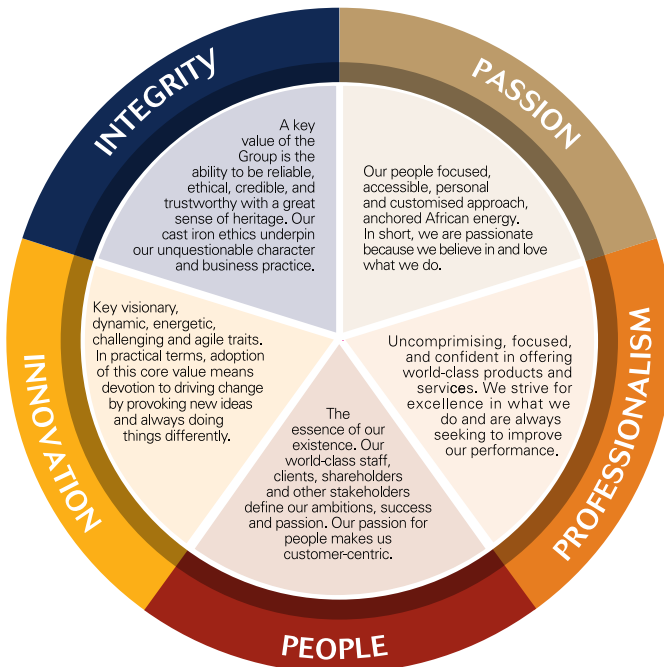 INTEGRITY
A key
value of the
Group is the
ability to be reliable,
ethical, credible, and
trustworthy with a great
sense of heritage. Our
cast iron ethics underpin
our unquestionable character
and business practice.
PASSION
Our people focused,
accessible, personal
and customised approach,
anchored African energy.
In short, we are passionate
because we believe in and love
what we do.
PROFESSIONALISM
Uncomprimising, focused,
and confident in offering
world-class products and
services. We strive for
excellence in what we
do and are always
seeking to improve
our performance.
PEOPLE
The
essence of our
existence. Our
world-class staff,
clients, shareholders
and other stakeholders
define our ambitions, success
and passion. Our passion for
people makes us
customer-centric.
INNOVATION
Key visionary,
dynamic, energetic,
challenging and agile traits.
In practical terms, adoption
of this core value means
devotion to driving change
by provoking new ideas
and always doing
things differently.